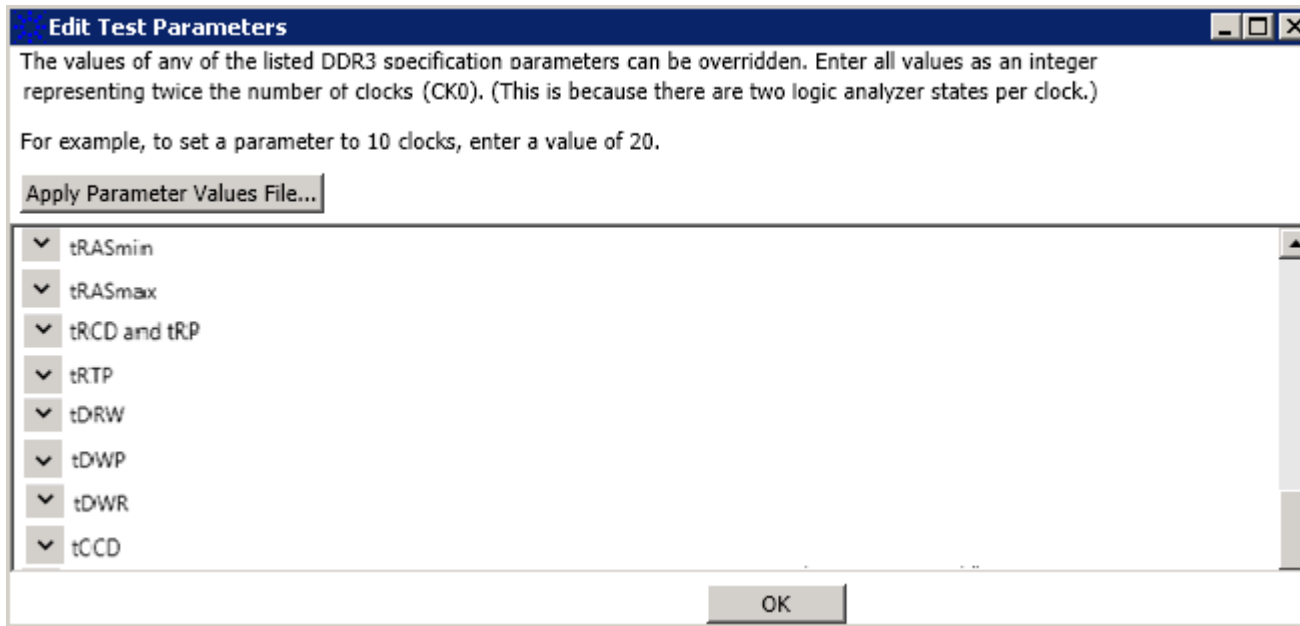 Edit Test Parameters
The values of any of the listed DDR3 specification parameters can be overridden. Enter all values as an integer
representing twice the number of clocks (CK0). (This is because there are two logic analyzer states per clock.)
For example, to set a parameter to 10 clocks, enter a value of 20.
Apply Parameter Values File...
tRASmin
tRASmax
tRCD and tRP
tRTP
tDRW
tDWP
tDWR
tCCD
OK